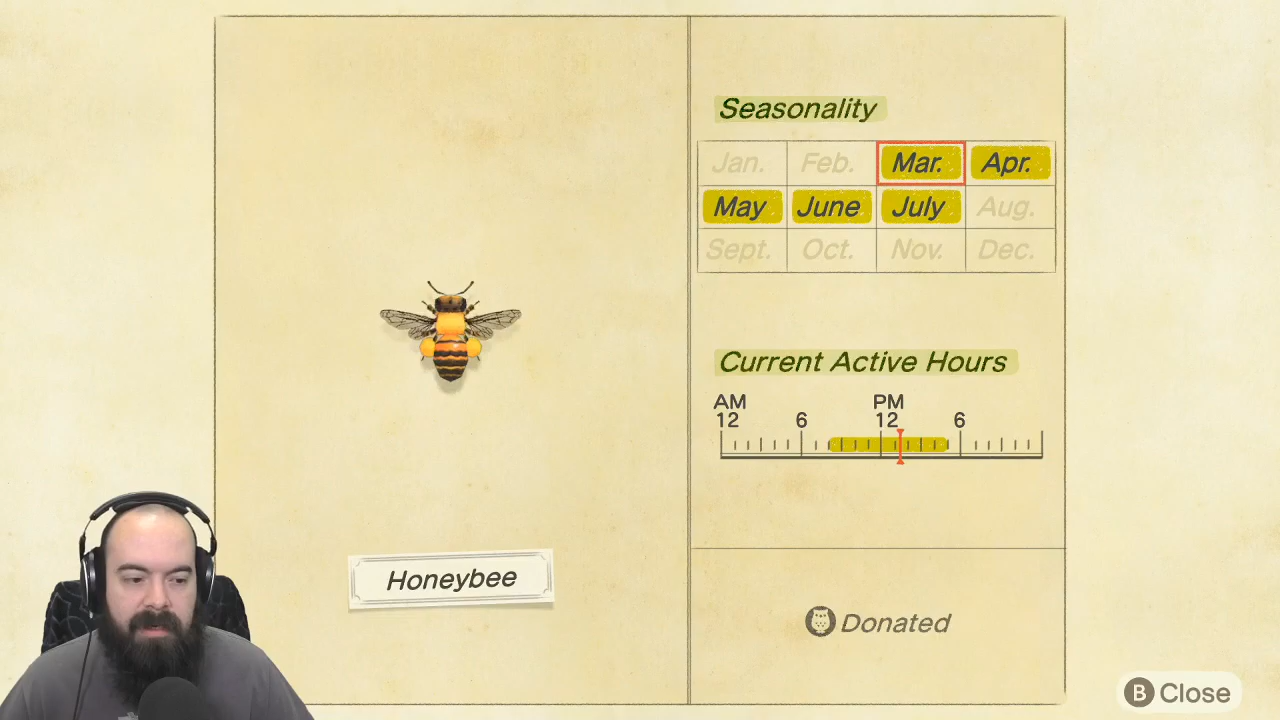 Seasonality
Jan. Feb. Mar. Apr.
May June July Aug.
Sept. Oct. Nov. Dec.
Current Active Hours
AM PM
12 6 12 6
Honeybee
Donated
B Close